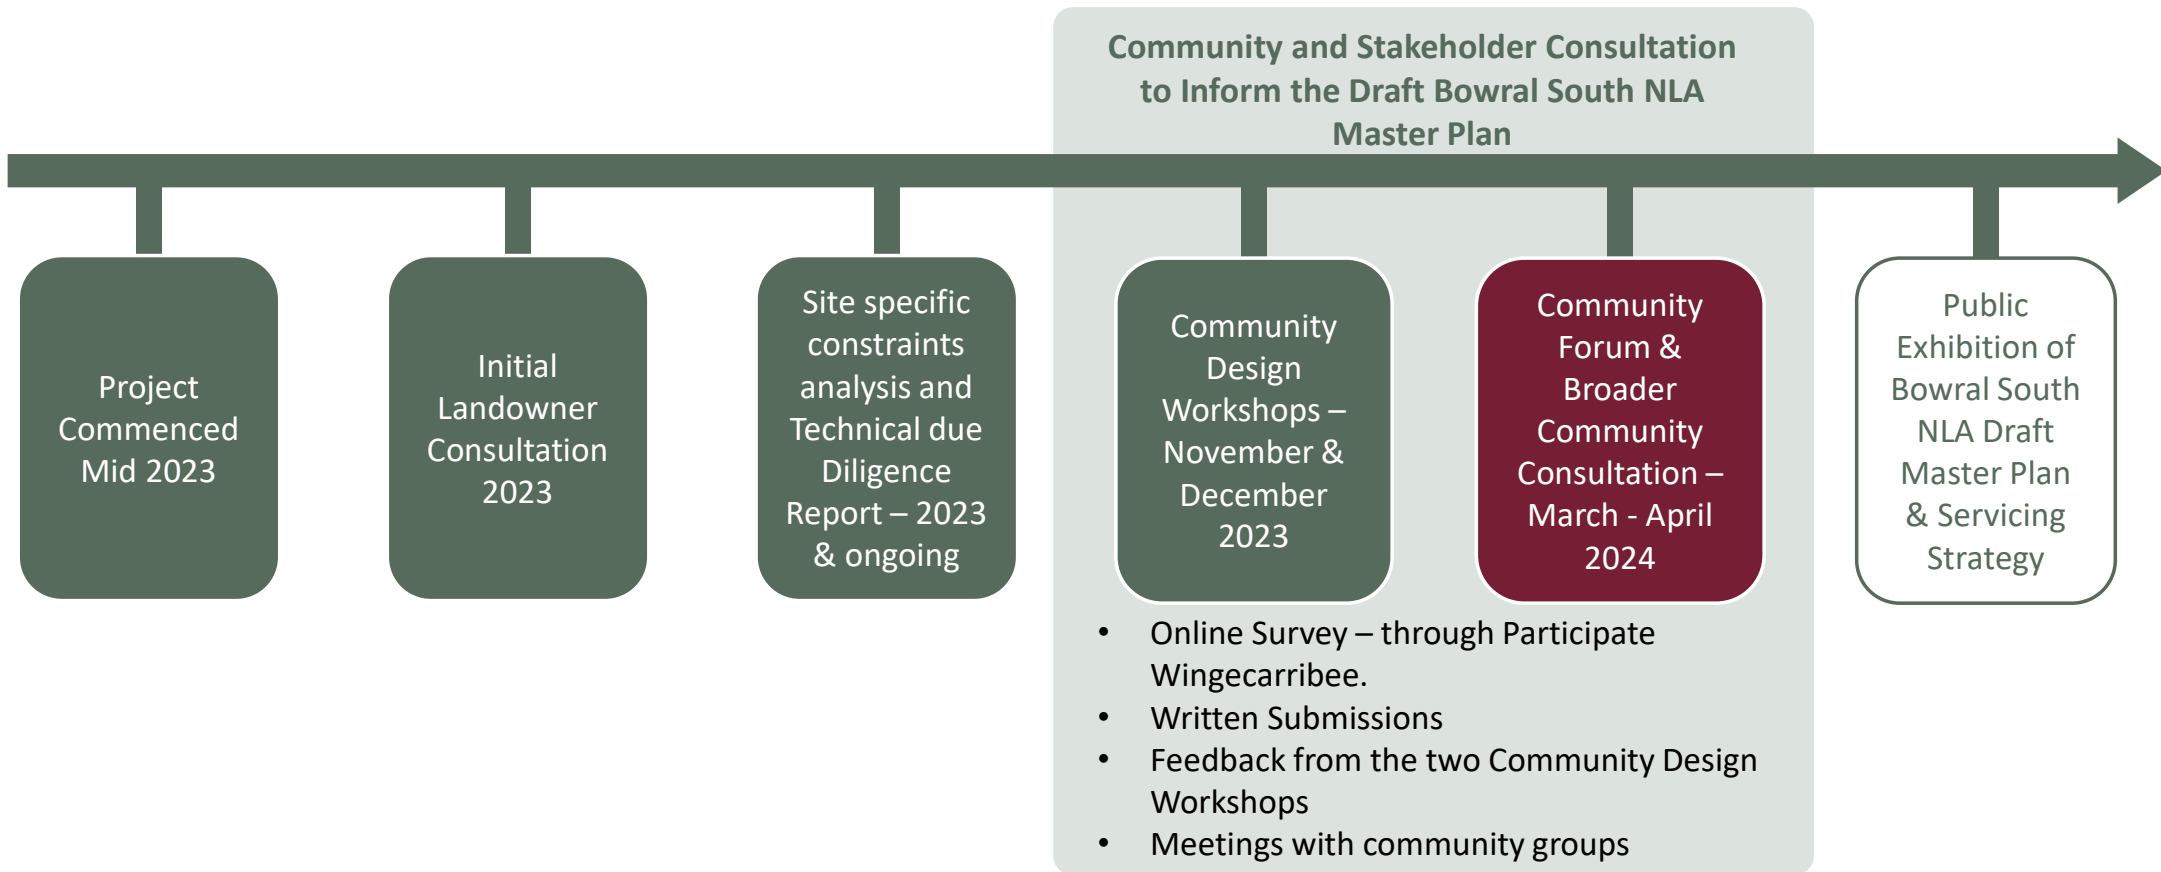 Community and Stakeholder Consultation
to Inform the Draft Bowral South NLA
Master Plan
Project
Commenced
Mid 2023
Initial
Landowner
Consultation
2023
Site specific
constraints
analysis and
Technical due
Diligence
Report – 2023
& ongoing
Community
Design
Workshops –
November &
December
2023
Community
Forum &
Broader
Community
Consultation –
March - April
2024
Public
Exhibition of
Bowral South
NLA Draft
Master Plan
& Servicing
Strategy
• Online Survey – through Participate
Wingecarribee.
• Written Submissions
• Feedback from the two Community Design
Workshops
• Meetings with community groups